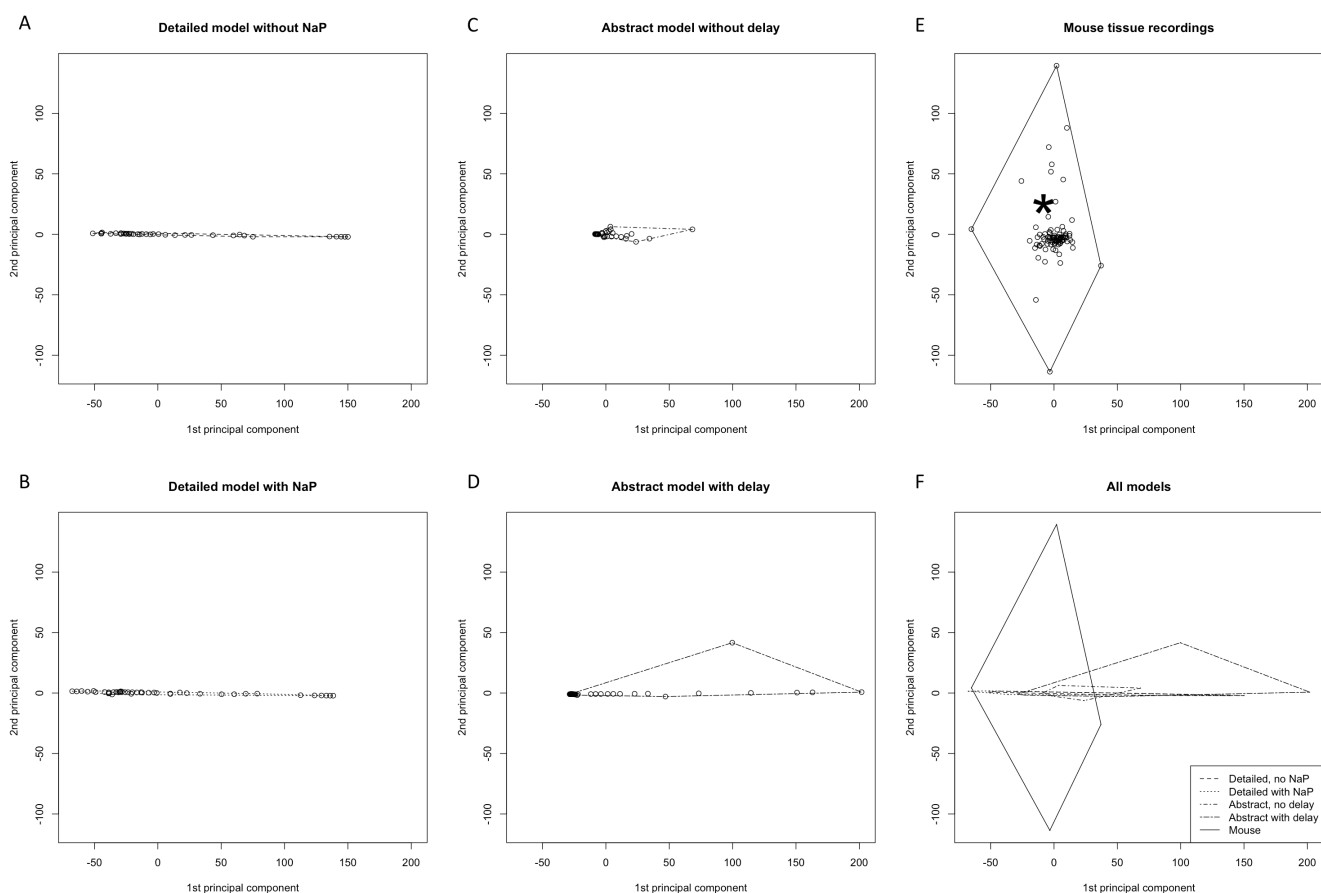 A
Detailed model without NaP
2nd principal component
100
50
0
-50
-100
-50 0 50 100 150 200
1st principal component
C
Abstract model without delay
2nd principal component
100
50
0
-50
-100
-50 0 50 100 150 200
1st principal component
E
Mouse tissue recordings
2nd principal component
100
50
0
-50
-100
*
-50 0 50 100 150 200
1st principal component
B
Detailed model with NaP
2nd principal component
100
50
0
-50
-100
-50 0 50 100 150 200
1st principal component
D
Abstract model with delay
2nd principal component
100
50
0
-50
-100
-50 0 50 100 150 200
1st principal component
F
All models
2nd principal component
100
50
0
-50
-100
Detailed, no NaP
Detailed with NaP
Abstract, no delay
Abstract with delay
Mouse
-50 0 50 100 150 200
1st principal component